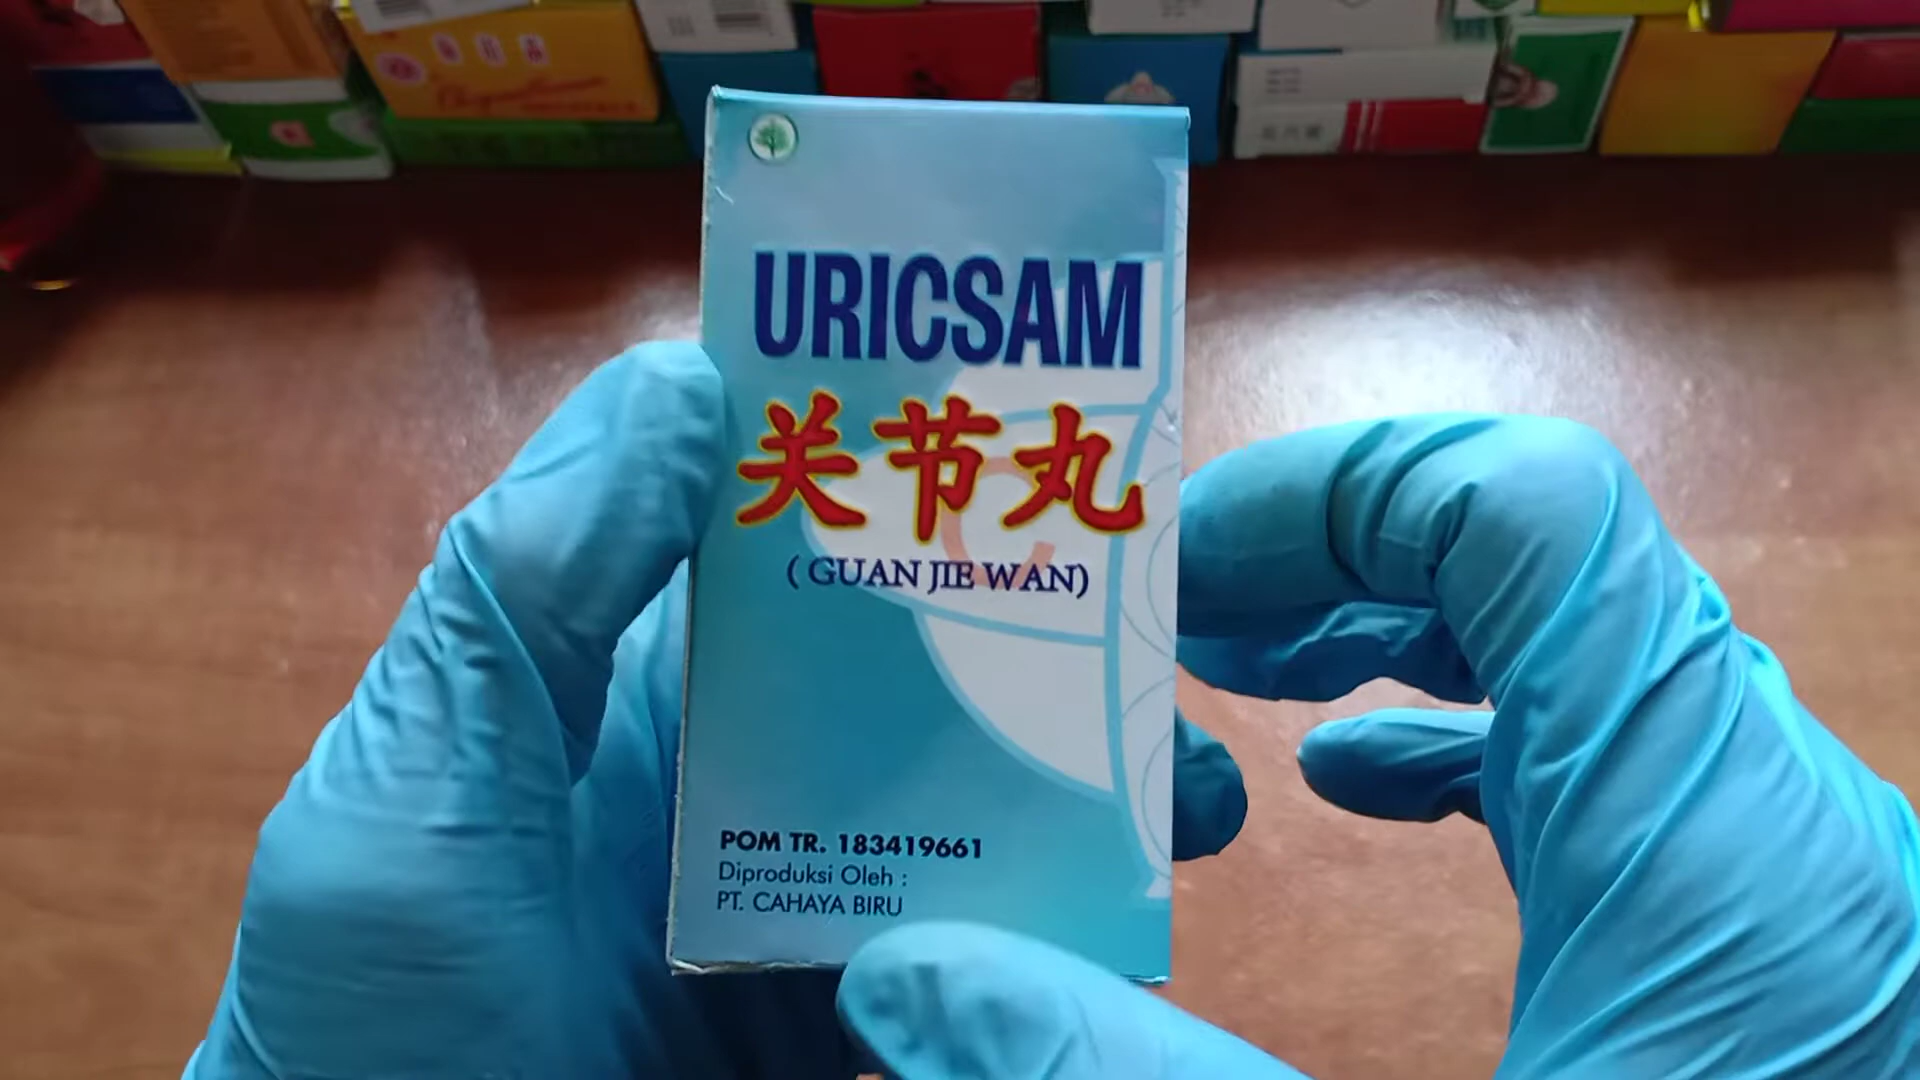 URICSAM
关节丸
( GUAN JIE WAN)
POM TR. 183419661
Diproduksi Oleh :
PT. CAHAYA BIRU